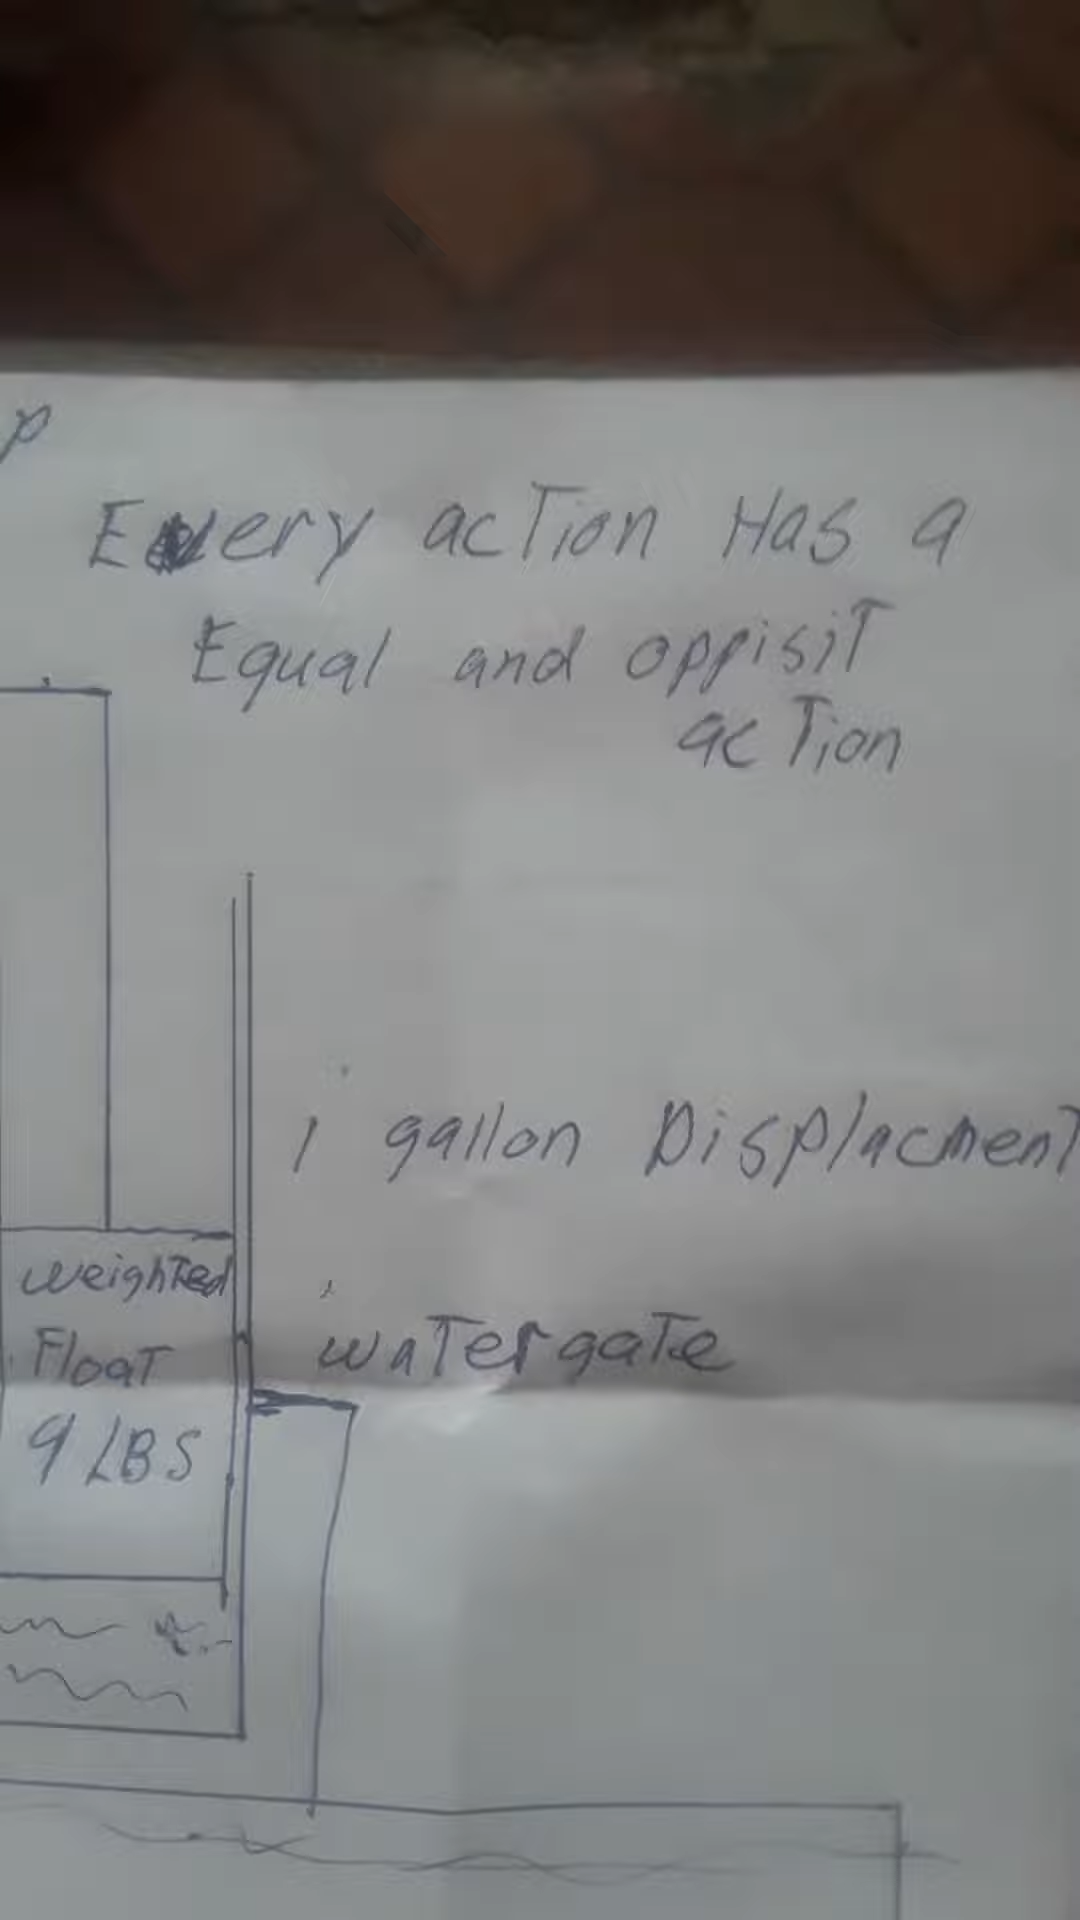 p
Every action Has a
Equal and oppisit
action
1 gallon Displacment
weighted
Float
9 LBS
watergate